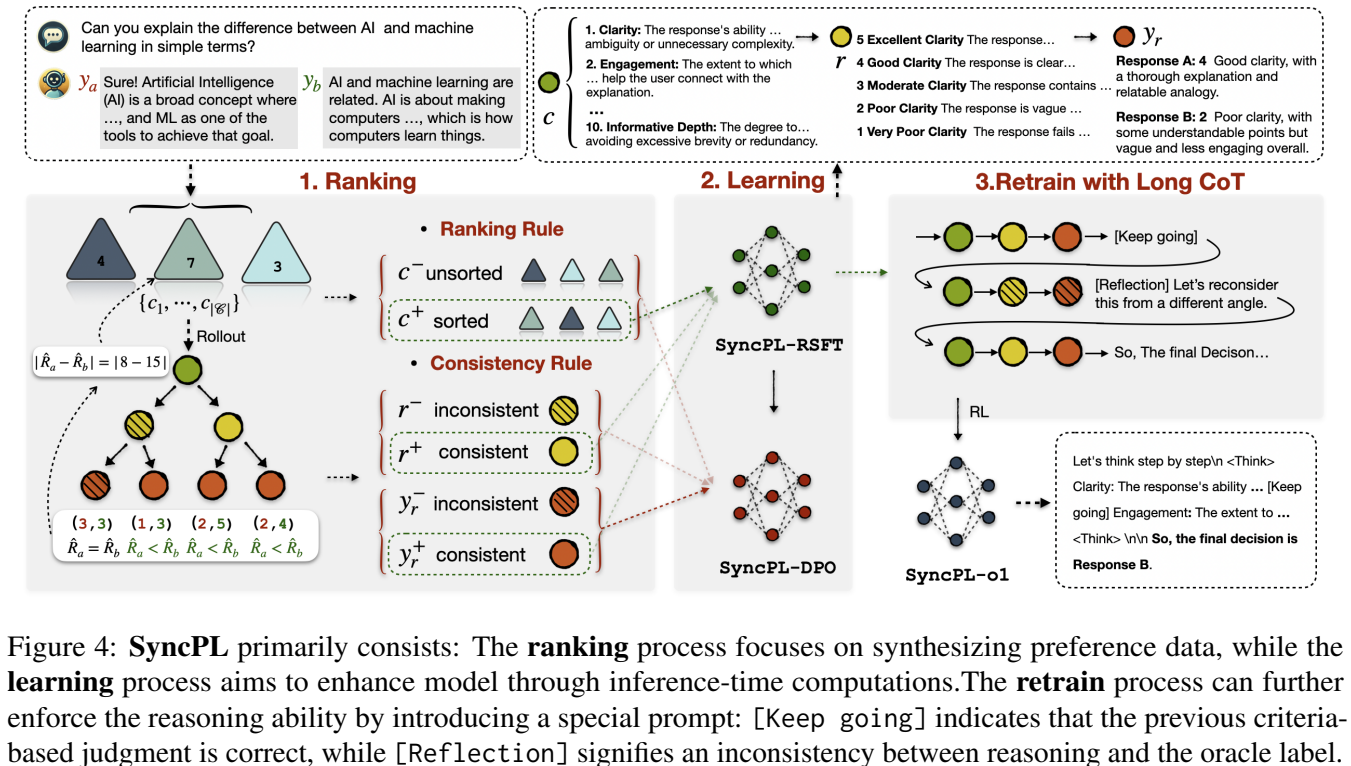 Can you explain the difference between AI and machine
learning in simple terms?
y_a Sure! Artificial Intelligence
(AI) is a broad concept where
…, and ML as one of the
tools to achieve that goal.
y_b AI and machine learning are
related. AI is about making
computers …, which is how
computers learn things.
c
1. Clarity: The response's ability …
ambiguity or unnecessary complexity.
2. Engagement: The extent to which
… help the user connect with the
explanation.
...
10. Informative Depth: The degree to…
avoiding excessive brevity or redundancy.
r
5 Excellent Clarity The response…
4 Good Clarity The response is clear…
3 Moderate Clarity The response contains …
2 Poor Clarity The response is vague …
1 Very Poor Clarity The response fails …
y_r
Response A: 4 Good clarity, with
a thorough explanation and
relatable analogy.
Response B: 2 Poor clarity, with
some understandable points but
vague and less engaging overall.
1. Ranking
2. Learning
3.Retrain with Long CoT
4
7
3
{c_1, ⋯, c_{|𝒞|}}
Rollout
|R̂_a − R̂_b| = |8 − 15|
(3,3) (1,3) (2,5) (2,4)
R̂_a = R̂_b R̂_a < R̂_b R̂_a < R̂_b R̂_a < R̂_b
• Ranking Rule
c^- unsorted
c^+ sorted
• Consistency Rule
r^- inconsistent
r^+ consistent
y_r^- inconsistent
y_r^+ consistent
SyncPL-RSFT
SyncPL-DPO
[Keep going]
[Reflection] Let's reconsider
this from a different angle.
So, The final Decison…
RL
SyncPL-o1
Let's think step by step\n <Think>
Clarity: The response's ability ... [Keep
going] Engagement: The extent to ...
<Think> \n\n So, the final decision is
Response B.
Figure 4: SyncPL primarily consists: The ranking process focuses on synthesizing preference data, while the
learning process aims to enhance model through inference-time computations.The retrain process can further
enforce the reasoning ability by introducing a special prompt: [Keep going] indicates that the previous criteria-
based judgment is correct, while [Reflection] signifies an inconsistency between reasoning and the oracle label.